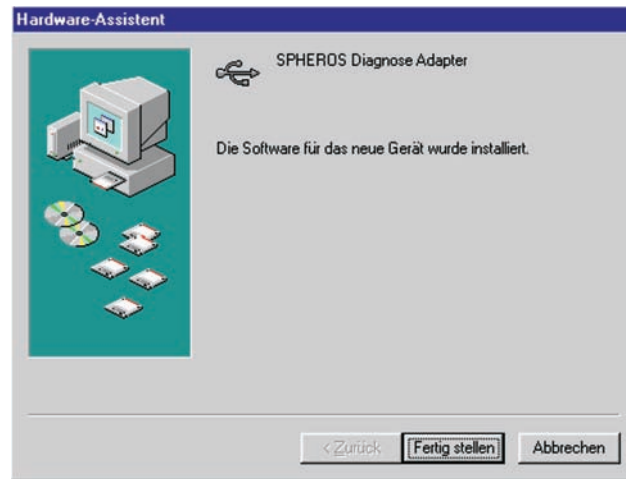 Hardware-Assistent
SPHEROS Diagnose Adapter
Die Software für das neue Gerät wurde installiert.
< Zurück
Fertig stellen
Abbrechen